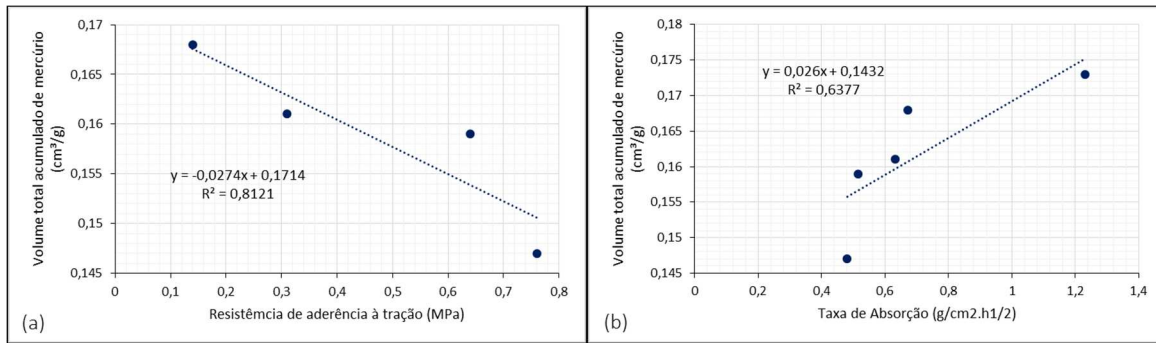 Volume total acumulado de mercúrio
(cm³/g)
0,17
0,165
0,16
0,155
0,15
0,145
y = -0,0274x + 0,1714
R² = 0,8121
0 0,1 0,2 0,3 0,4 0,5 0,6 0,7 0,8
Resistêmcia de aderência à tração (MPa)
(a)
Volume total acumulado de mercúrio
(cm³/g)
0,18
0,175
0,17
0,165
0,16
0,155
0,15
0,145
y = 0,026x + 0,1432
R² = 0,6377
0 0,2 0,4 0,6 0,8 1 1,2 1,4
Taxa de Absorção (g/cm2.h1/2)
(b)